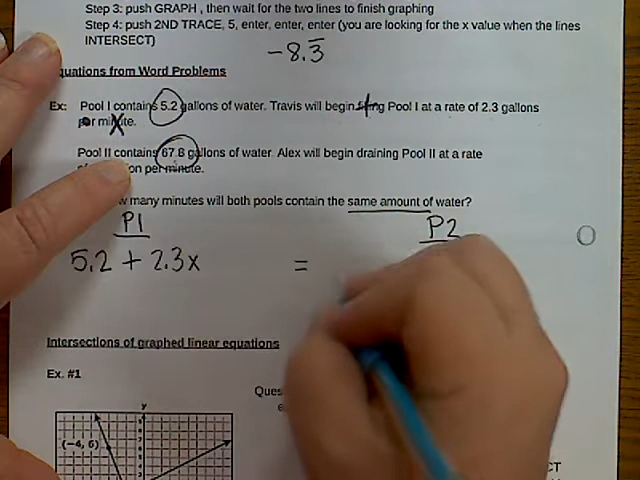 Step 3: push GRAPH , then wait for the two lines to finish graphing
Step 4: push 2ND TRACE, 5, enter, enter, enter (you are looking for the x value when the lines
INTERSECT)
-8.3̅
quations from Word Problems
Ex: Pool I contains 5.2 gallons of water. Travis will begin Pool I at a rate of 2.3 gallons
per minute.
X
Pool II contains 67.8 gallons of water. Alex will begin draining Pool II at a rate
on per minute.
w many minutes will both pools contain the same amount of water?
P1 P2
5.2 + 2.3x =
Intersections of graphed linear equations
Ex. #1
Ques
y
(-4, 6)
CT